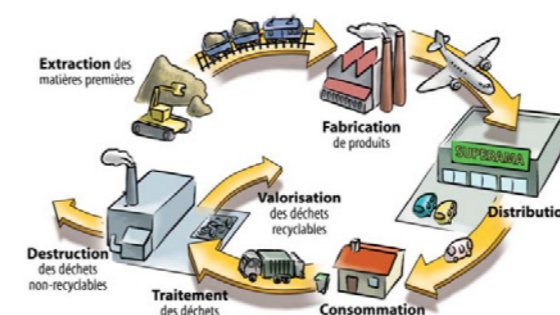 Extraction des
matières premières
Fabrication
de produits
SUPERAMA
Distributio
Consommation
Traitement
des déchets
Valorisation
des déchets
recyclables
Destruction
des déchets
non-recyclables